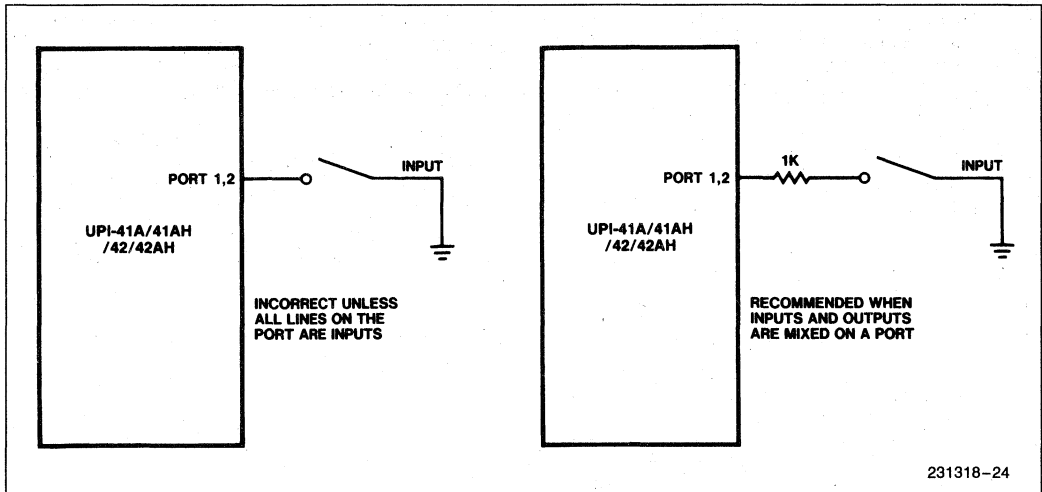 PORT 1,2
INPUT
UPI-41A/41AH
/42/42AH
INCORRECT UNLESS
ALL LINES ON THE
PORT ARE INPUTS
PORT 1,2
1K
INPUT
UPI-41A/41AH
/42/42AH
RECOMMENDED WHEN
INPUTS AND OUTPUTS
ARE MIXED ON A PORT
231318-24